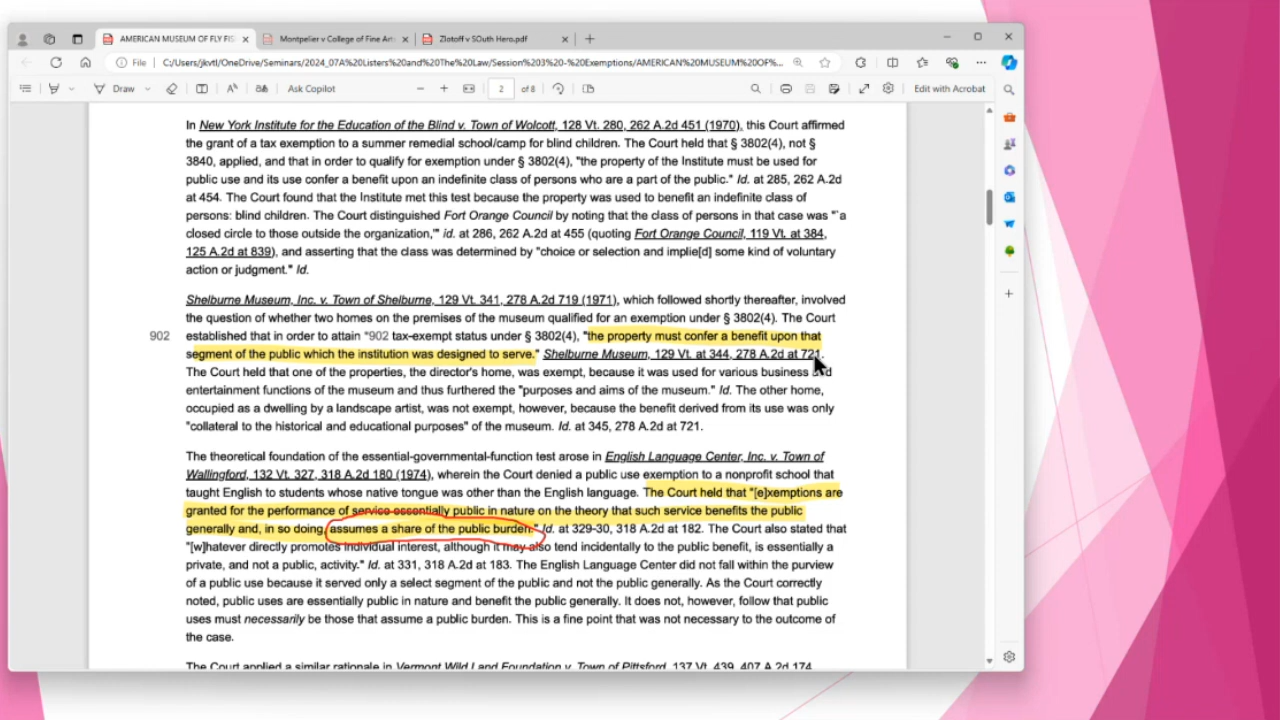 AMERICAN MUSEUM OF FLY FIS
Montpelier v College of Fine Art
Zlotoff v SOuth Hero.pdf
File
C:/Users/jkvtl/OneDrive/Seminars/2024_07A%20Listers%20and%20The%20Law/Session%203%20-%20Exemptions/AMERICAN%20MUSEUM%20OF%...
Draw
Ask Copilot
2 of 8
Edit with Acrobat
In New York Institute for the Education of the Blind v. Town of Wolcott, 128 Vt. 280, 262 A.2d 451 (1970), this Court affirmed
the grant of a tax exemption to a summer remedial school/camp for blind children. The Court held that § 3802(4), not §
3840, applied, and that in order to qualify for exemption under § 3802(4), "the property of the Institute must be used for
public use and its use confer a benefit upon an indefinite class of persons who are a part of the public." Id. at 285, 262 A.2d
at 454. The Court found that the Institute met this test because the property was used to benefit an indefinite class of
persons: blind children. The Court distinguished Fort Orange Council by noting that the class of persons in that case was "`a
closed circle to those outside the organization,'" id. at 286, 262 A.2d at 455 (quoting Fort Orange Council, 119 Vt. at 384,
125 A.2d at 839), and asserting that the class was determined by "choice or selection and implie[d] some kind of voluntary
action or judgment." Id.
Shelburne Museum, Inc. v. Town of Shelburne, 129 Vt. 341, 278 A.2d 719 (1971), which followed shortly thereafter, involved
the question of whether two homes on the premises of the museum qualified for an exemption under § 3802(4). The Court
902 established that in order to attain *902 tax-exempt status under § 3802(4), "the property must confer a benefit upon that
segment of the public which the institution was designed to serve." Shelburne Museum, 129 Vt. at 344, 278 A.2d at 721.
The Court held that one of the properties, the director's home, was exempt, because it was used for various business and
entertainment functions of the museum and thus furthered the "purposes and aims of the museum." Id. The other home,
occupied as a dwelling by a landscape artist, was not exempt, however, because the benefit derived from its use was only
"collateral to the historical and educational purposes" of the museum. Id. at 345, 278 A.2d at 721.
The theoretical foundation of the essential-governmental-function test arose in English Language Center, Inc. v. Town of
Wallingford, 132 Vt. 327, 318 A.2d 180 (1974), wherein the Court denied a public use exemption to a nonprofit school that
taught English to students whose native tongue was other than the English language. The Court held that "[e]xemptions are
granted for the performance of service essentially public in nature on the theory that such service benefits the public
generally and, in so doing, assumes a share of the public burden." Id. at 329-30, 318 A.2d at 182. The Court also stated that
"[w]hatever directly promotes individual interest, although it may also tend incidentally to the public benefit, is essentially a
private, and not a public, activity." Id. at 331, 318 A.2d at 183. The English Language Center did not fall within the purview
of a public use because it served only a select segment of the public and not the public generally. As the Court correctly
noted, public uses are essentially public in nature and benefit the public generally. It does not, however, follow that public
uses must necessarily be those that assume a public burden. This is a fine point that was not necessary to the outcome of
the case.
The Court applied a similar rationale in Vermont Wild Land Foundation v. Town of Pittsford, 137 Vt. 439, 407 A.2d 174